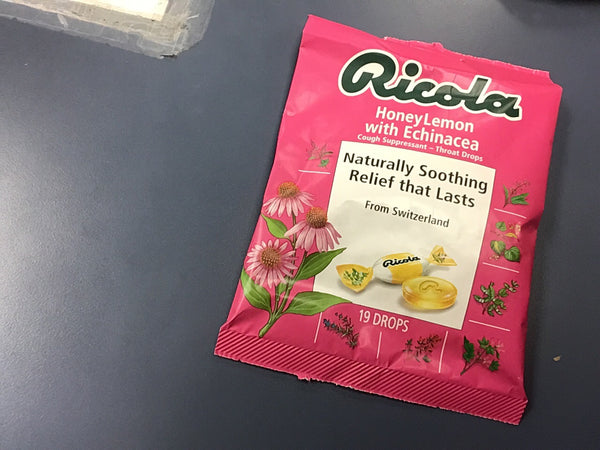 Ricola
Honey Lemon
with Echinacea
Cough Suppressant – Throat Drops
Naturally Soothing
Relief that Lasts
From Switzerland
Ricola
19 DROPS